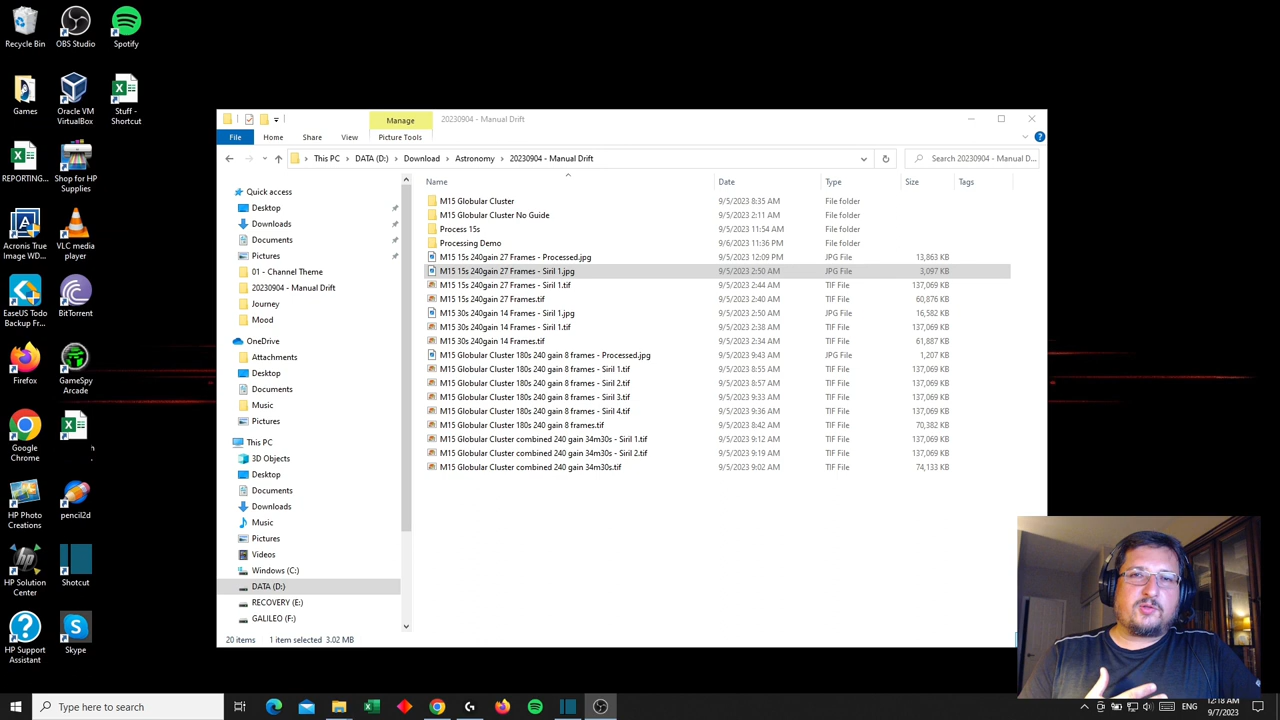 Recycle Bin
OBS Studio
Spotify
Games
Oracle VM
VirtualBox
Stuff -
Shortcut
REPORTING...
Shop for HP
Supplies
Acronis True
Image WD...
VLC media
player
EaseUS Todo
Backup Fr...
BitTorrent
Firefox
GameSpy
Arcade
Google
Chrome
h
.
HP Photo
Creations
pencil2d
HP Solution
Center
Shotcut
HP Support
Assistant
Skype
Manage
20230904 - Manual Drift
File
Home
Share
View
Picture Tools
This PC
DATA (D:)
Download
Astronomy
20230904 - Manual Drift
Search 20230904 - Manual D...
Quick access
Desktop
Downloads
Documents
Pictures
01 - Channel Theme
20230904 - Manual Drift
Journey
Mood
OneDrive
Attachments
Desktop
Documents
Music
Pictures
This PC
3D Objects
Desktop
Documents
Downloads
Music
Pictures
Videos
Windows (C:)
DATA (D:)
RECOVERY (E:)
GALILEO (F:)
Name Date Type Size Tags
M15 Globular Cluster 9/5/2023 8:35 AM File folder
M15 Globular Cluster No Guide 9/5/2023 2:11 AM File folder
Process 15s 9/5/2023 11:54 AM File folder
Processing Demo 9/6/2023 11:36 PM File folder
M15 15s 240gain 27 Frames - Processed.jpg 9/5/2023 12:09 PM JPG File 13,863 KB
M15 15s 240gain 27 Frames - Siril 1.jpg 9/5/2023 2:50 AM JPG File 3,097 KB
M15 15s 240gain 27 Frames - Siril 1.tif 9/5/2023 2:44 AM TIF File 137,069 KB
M15 15s 240gain 27 Frames.tif 9/5/2023 2:40 AM TIF File 60,876 KB
M15 30s 240gain 14 Frames - Siril 1.jpg 9/5/2023 2:50 AM JPG File 16,582 KB
M15 30s 240gain 14 Frames - Siril 1.tif 9/5/2023 2:38 AM TIF File 137,069 KB
M15 30s 240gain 14 Frames.tif 9/5/2023 2:34 AM TIF File 61,887 KB
M15 Globular Cluster 180s 240 gain 8 frames - Processed.jpg 9/5/2023 9:43 AM JPG File 1,207 KB
M15 Globular Cluster 180s 240 gain 8 frames - Siril 1.tif 9/5/2023 8:55 AM TIF File 137,069 KB
M15 Globular Cluster 180s 240 gain 8 frames - Siril 2.tif 9/5/2023 8:57 AM TIF File 137,069 KB
M15 Globular Cluster 180s 240 gain 8 frames - Siril 3.tif 9/5/2023 9:33 AM TIF File 137,069 KB
M15 Globular Cluster 180s 240 gain 8 frames - Siril 4.tif 9/5/2023 9:36 AM TIF File 137,069 KB
M15 Globular Cluster 180s 240 gain 8 frames.tif 9/5/2023 8:42 AM TIF File 70,382 KB
M15 Globular Cluster combined 240 gain 34m30s - Siril 1.tif 9/5/2023 9:12 AM TIF File 137,069 KB
M15 Globular Cluster combined 240 gain 34m30s - Siril 2.tif 9/5/2023 9:19 AM TIF File 137,069 KB
M15 Globular Cluster combined 240 gain 34m30s.tif 9/5/2023 9:02 AM TIF File 74,133 KB
20 items 1 item selected 3.02 MB
Type here to search
ENG
12:18 AM
9/7/2023